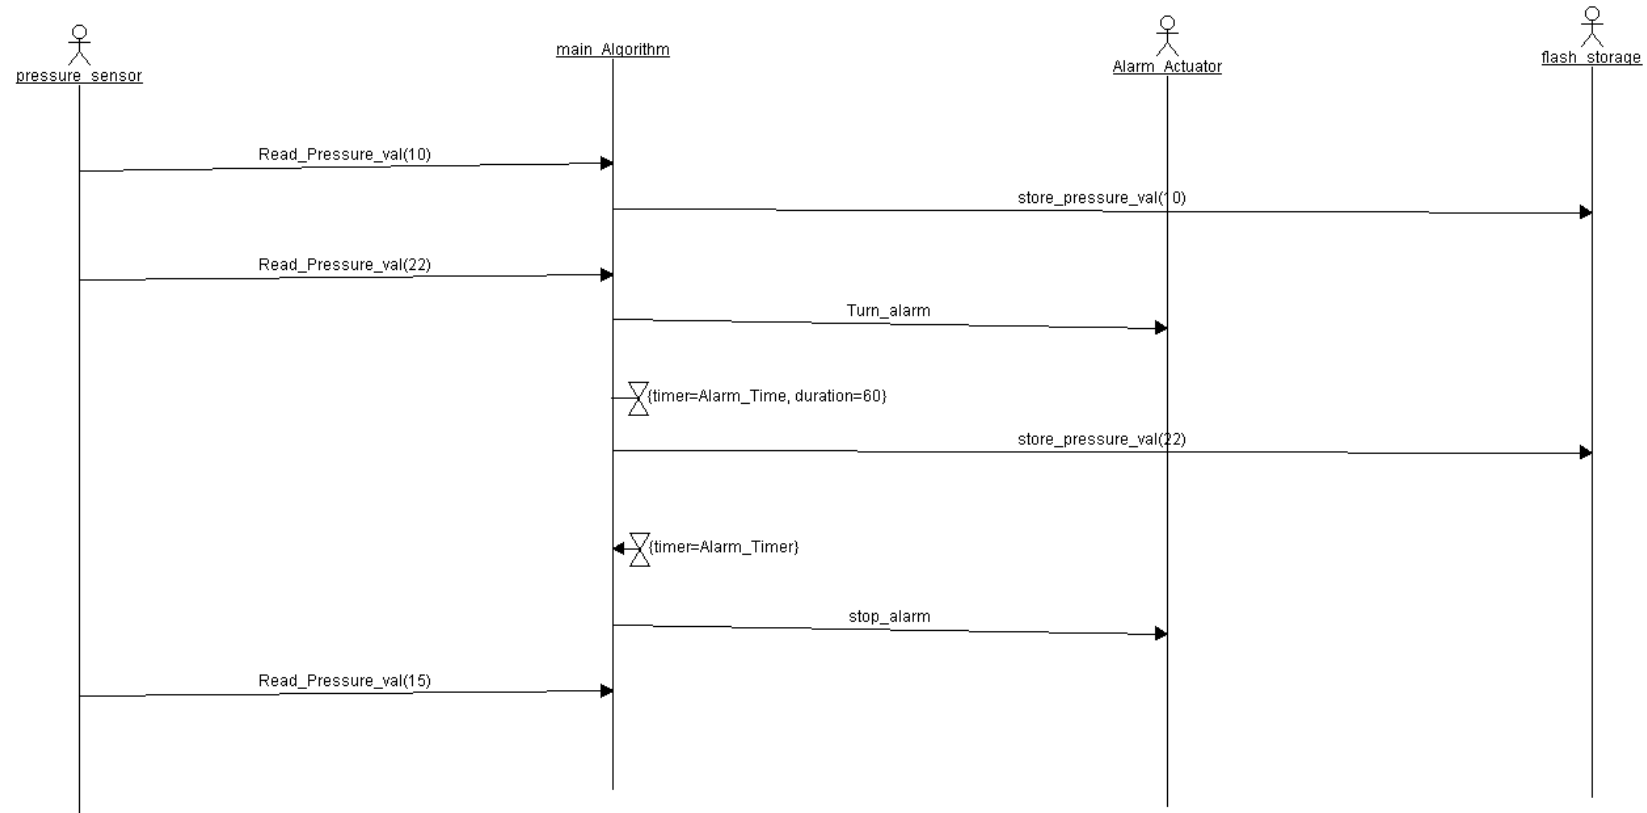 pressure_sensor
main_Algorithm
Alarm_Actuator
flash_storage
Read_Pressure_val(10)
store_pressure_val(10)
Read_Pressure_val(22)
Turn_alarm
{timer=Alarm_Time, duration=60}
store_pressure_val(22)
{timer=Alarm_Timer}
stop_alarm
Read_Pressure_val(15)